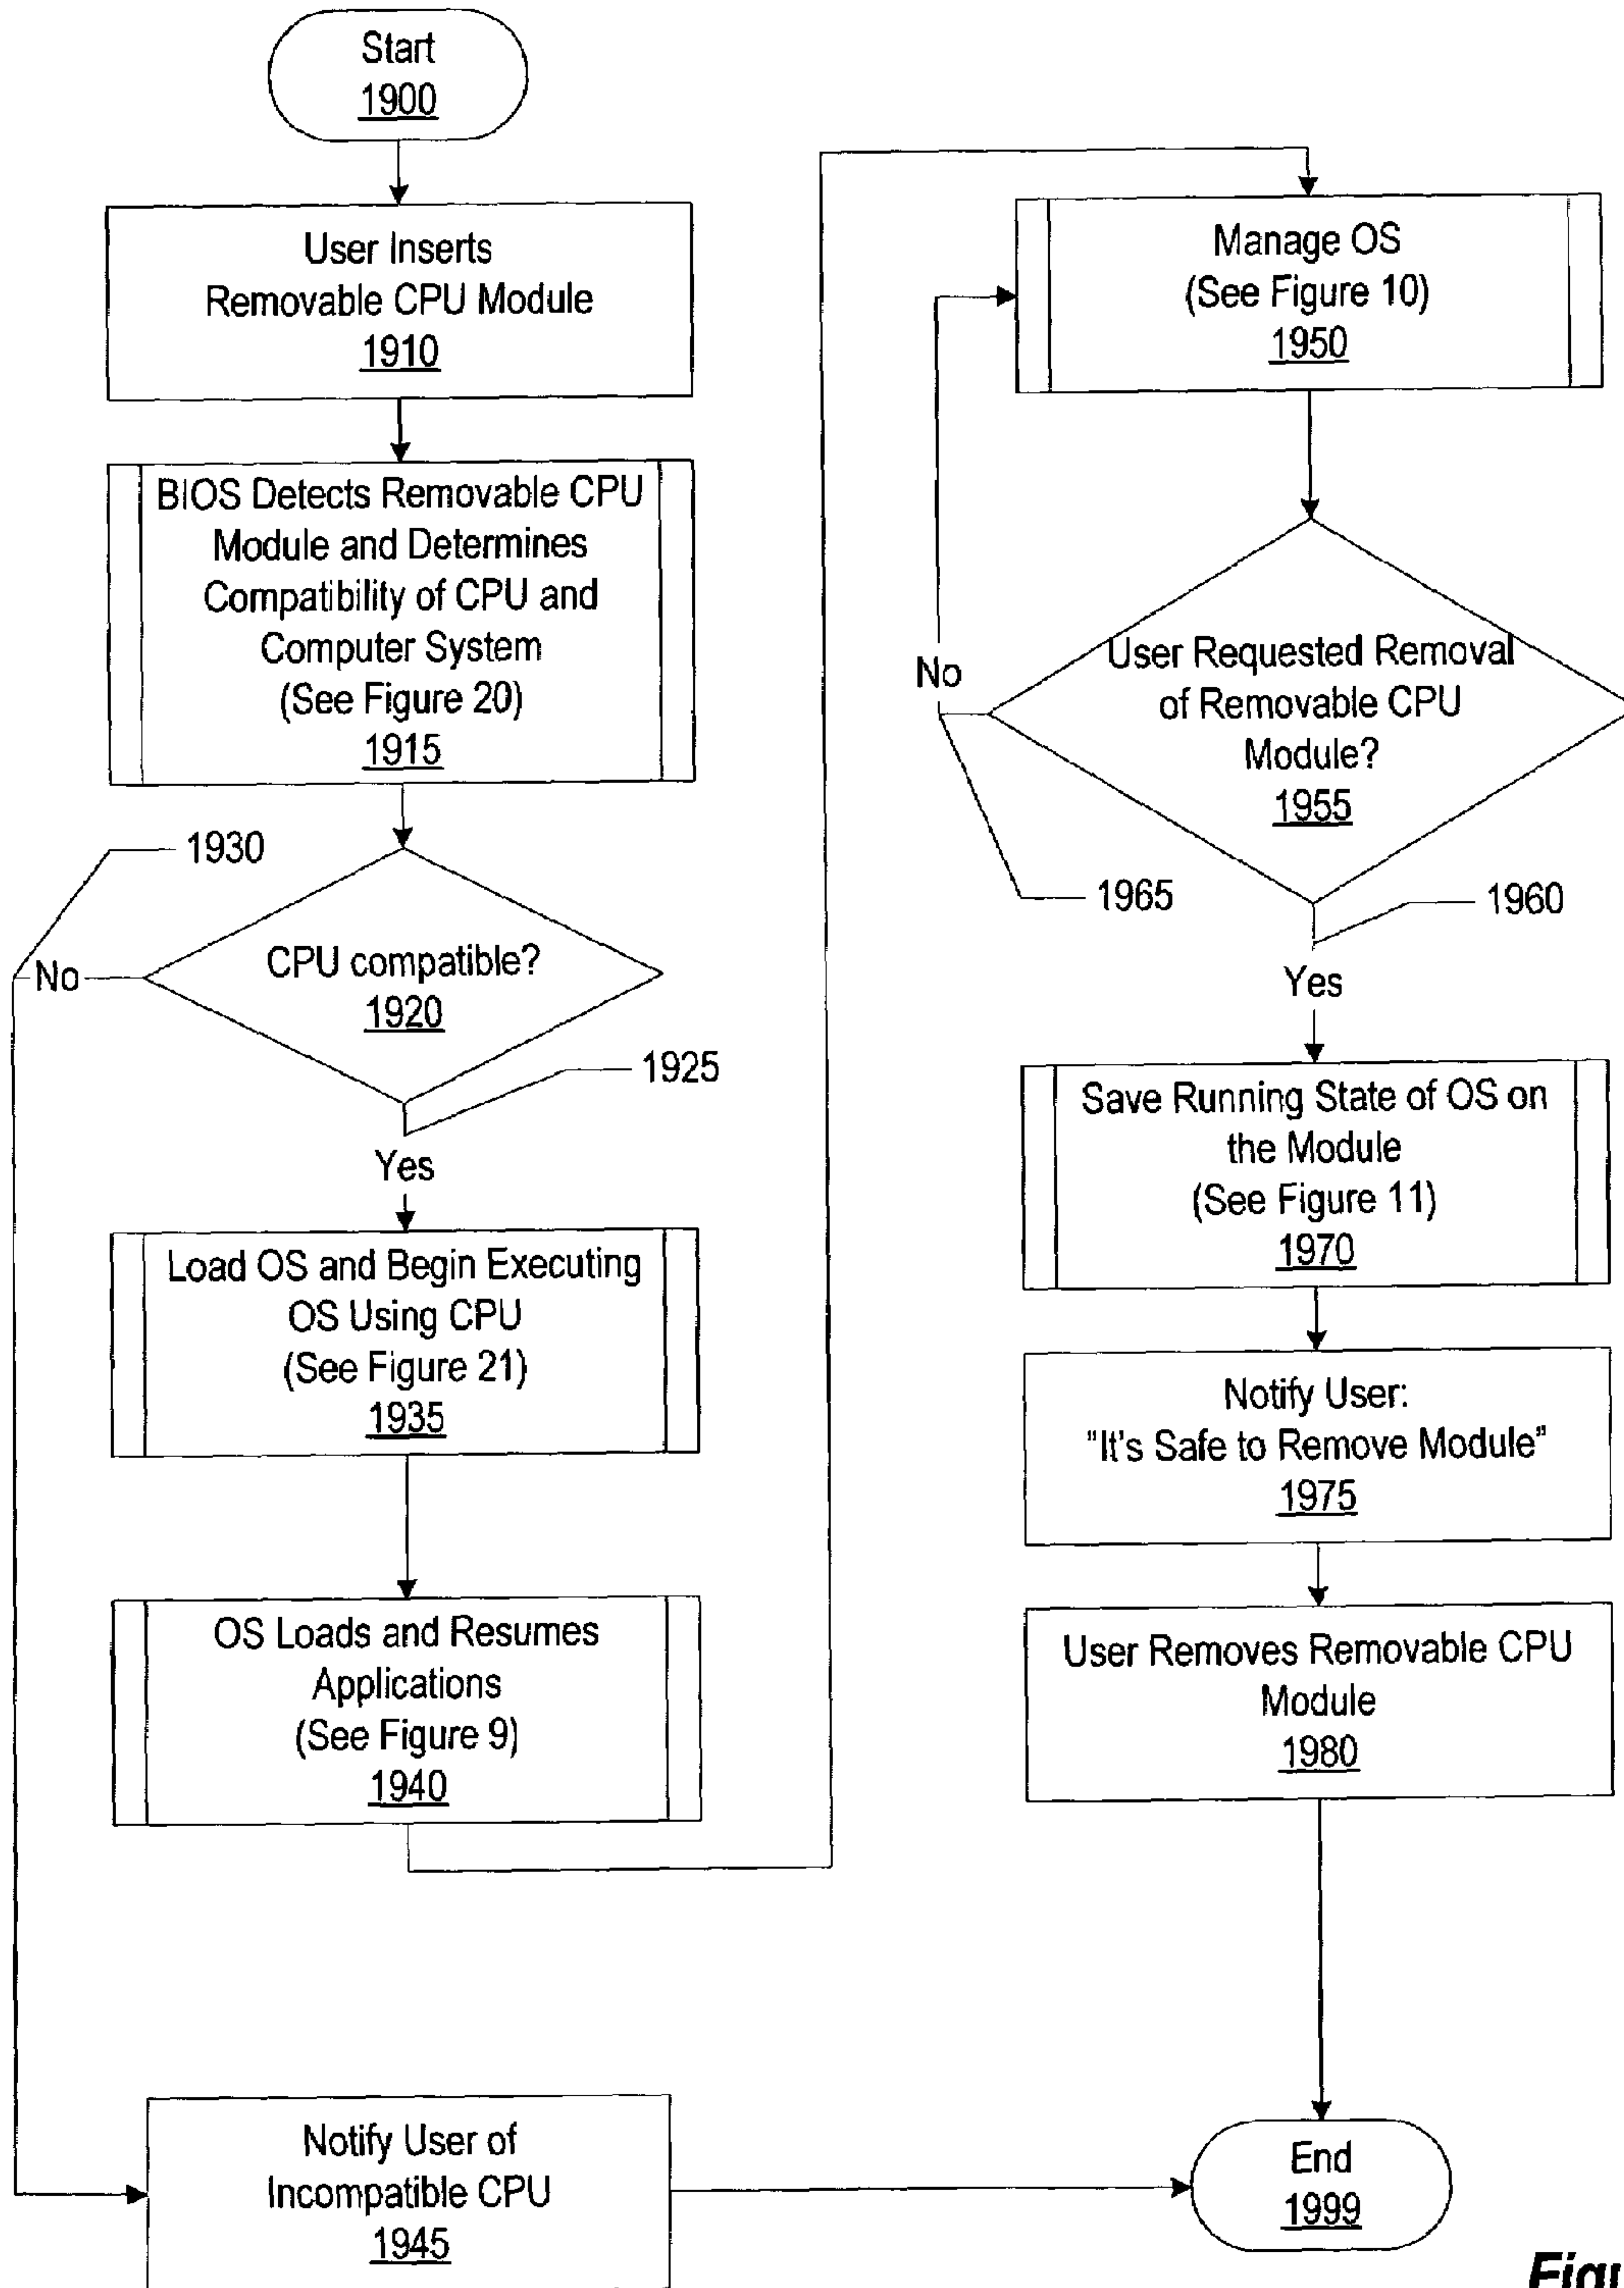 Start
1900
User Inserts
Removable CPU Module
1910
BIOS Detects Removable CPU
Module and Determines
Compatibility of CPU and
Computer System
(See Figure 20)
1915
1930
No
CPU compatible?
1920
1925
Yes
Load OS and Begin Executing
OS Using CPU
(See Figure 21)
1935
OS Loads and Resumes
Applications
(See Figure 9)
1940
Notify User of
Incompatible CPU
1945
Manage OS
(See Figure 10)
1950
No
User Requested Removal
of Removable CPU
Module?
1955
1965
1960
Yes
Save Running State of OS on
the Module
(See Figure 11)
1970
Notify User:
"It's Safe to Remove Module"
1975
User Removes Removable CPU
Module
1980
End
1999